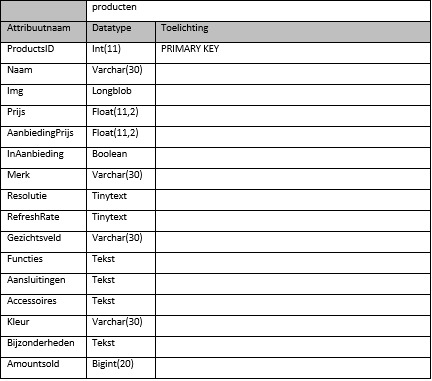 producten
Attribuutnaam Datatype Toelichting
ProductsID Int(11) PRIMARY KEY
Naam Varchar(30)
Img Longblob
Prijs Float(11,2)
AanbiedingPrijs Float(11,2)
InAanbieding Boolean
Merk Varchar(30)
Resolutie Tinytext
RefreshRate Tinytext
Gezichtsveld Varchar(30)
Functies Tekst
Aansluitingen Tekst
Accessoires Tekst
Kleur Varchar(30)
Bijzonderheden Tekst
Amountsold Bigint(20)